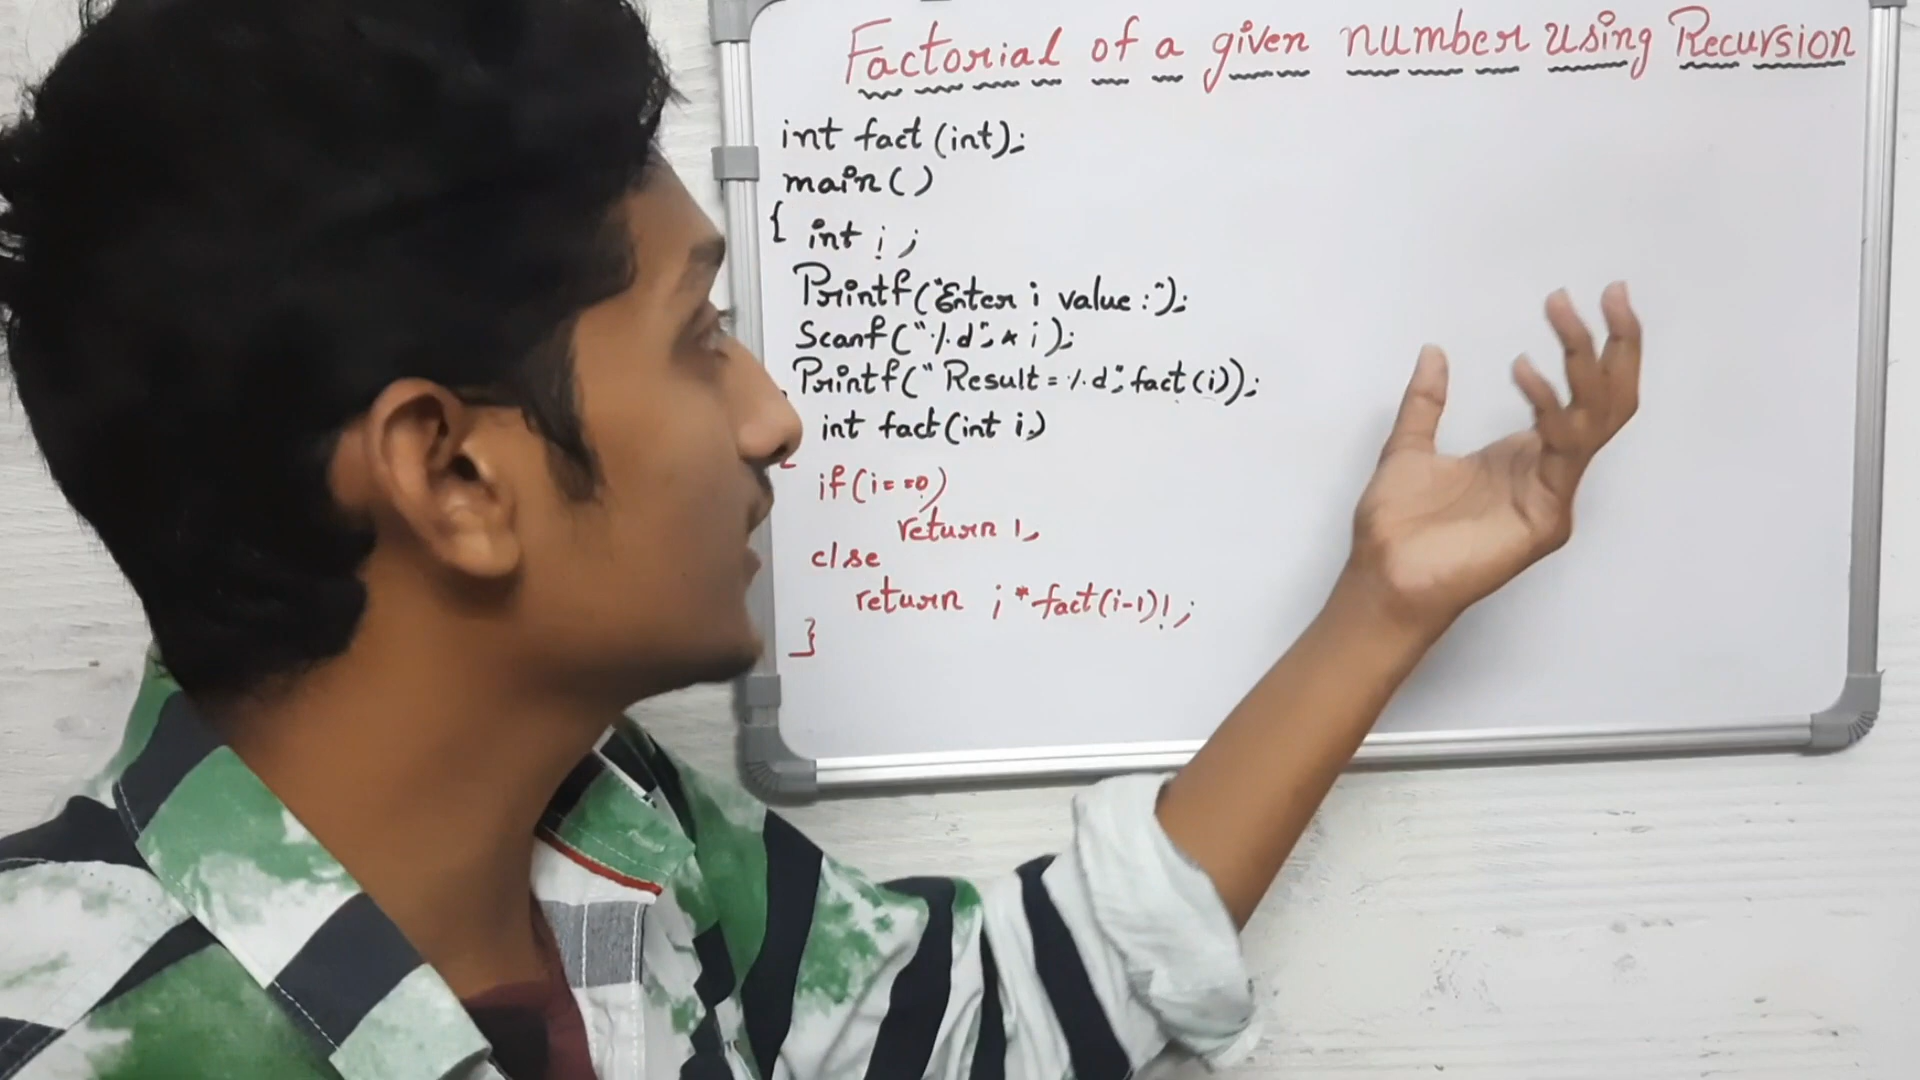 Factorial of a given number using Recursion
int fact (int);
main()
{ int i ;
Printf("Enter i value :");
Scanf("%d", * i);
Printf("Result = %d", fact(i));
int fact(int i)
{
if(i==0)
return 1;
else
return i * fact(i-1)!;
}